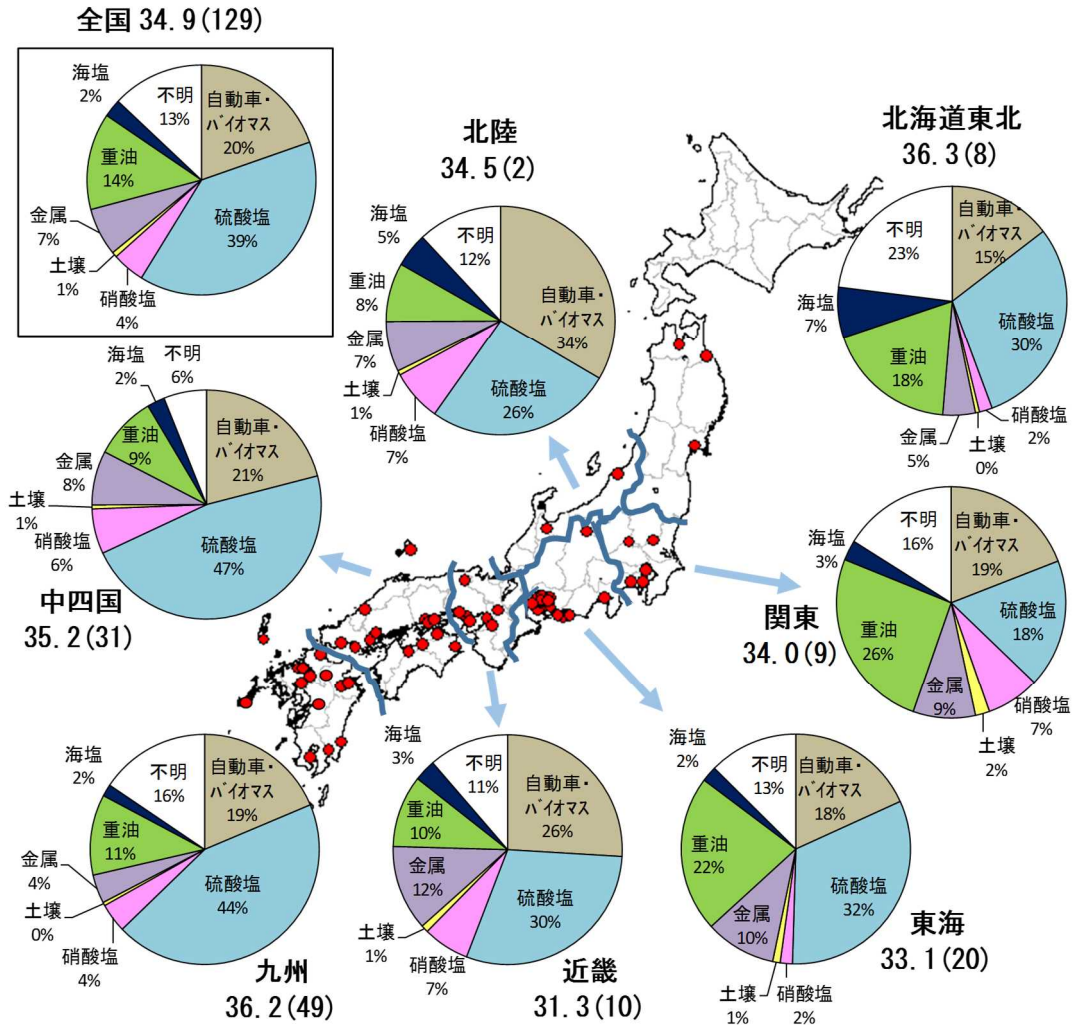 全国 34.9(129)
海塩
2%
不明
13%
自動車・
ﾊﾞｲｵﾏｽ
20%
重油
14%
金属
7%
土壌
1%
硝酸塩
4%
硫酸塩
39%
北陸
34.5(2)
海塩
5%
不明
12%
自動車・
ﾊﾞｲｵﾏｽ
34%
重油
8%
金属
7%
土壌
1%
硝酸塩
7%
硫酸塩
26%
北海道東北
36.3(8)
不明
23%
自動車・
ﾊﾞｲｵﾏｽ
15%
海塩
7%
硫酸塩
30%
重油
18%
金属
5%
土壌
0%
硝酸塩
2%
海塩
2%
不明
6%
自動車・
ﾊﾞｲｵﾏｽ
21%
重油
9%
金属
8%
土壌
1%
硝酸塩
6%
硫酸塩
47%
中四国
35.2(31)
海塩
3%
不明
16%
自動車・
ﾊﾞｲｵﾏｽ
19%
硫酸塩
18%
重油
26%
金属
9%
土壌
2%
硝酸塩
7%
関東
34.0(9)
海塩
2%
不明
16%
自動車・
ﾊﾞｲｵﾏｽ
19%
重油
11%
金属
4%
土壌
0%
硝酸塩
4%
硫酸塩
44%
九州
36.2(49)
海塩
3%
不明
11%
自動車・
ﾊﾞｲｵﾏｽ
26%
重油
10%
金属
12%
土壌
1%
硝酸塩
7%
硫酸塩
30%
近畿
31.3(10)
海塩
2%
不明
13%
自動車・
ﾊﾞｲｵﾏｽ
18%
重油
22%
金属
10%
土壌
1%
硝酸塩
2%
硫酸塩
32%
東海
33.1(20)